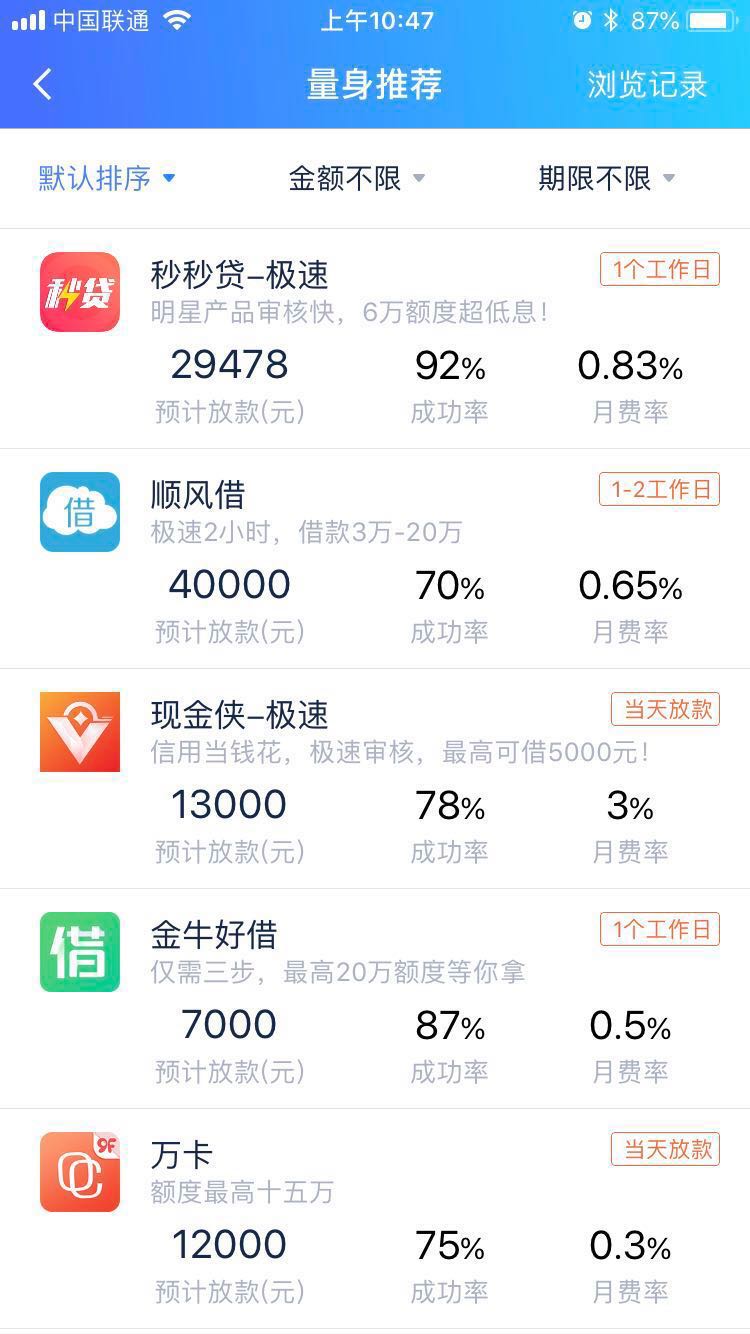 中国联通
上午10:47
87%
量身推荐
浏览记录
默认排序
金额不限
期限不限
秒贷
秒秒贷-极速
1个工作日
明星产品审核快，6万额度超低息！
29478
92%
0.83%
预计放款(元)
成功率
月费率
借
顺风借
1-2工作日
极速2小时，借款3万-20万
40000
70%
0.65%
预计放款(元)
成功率
月费率
现金侠-极速
当天放款
信用当钱花，极速审核，最高可借5000元！
13000
78%
3%
预计放款(元)
成功率
月费率
借
金牛好借
1个工作日
仅需三步，最高20万额度等你拿
7000
87%
0.5%
预计放款(元)
成功率
月费率
9F
万卡
当天放款
额度最高十五万
12000
75%
0.3%
预计放款(元)
成功率
月费率